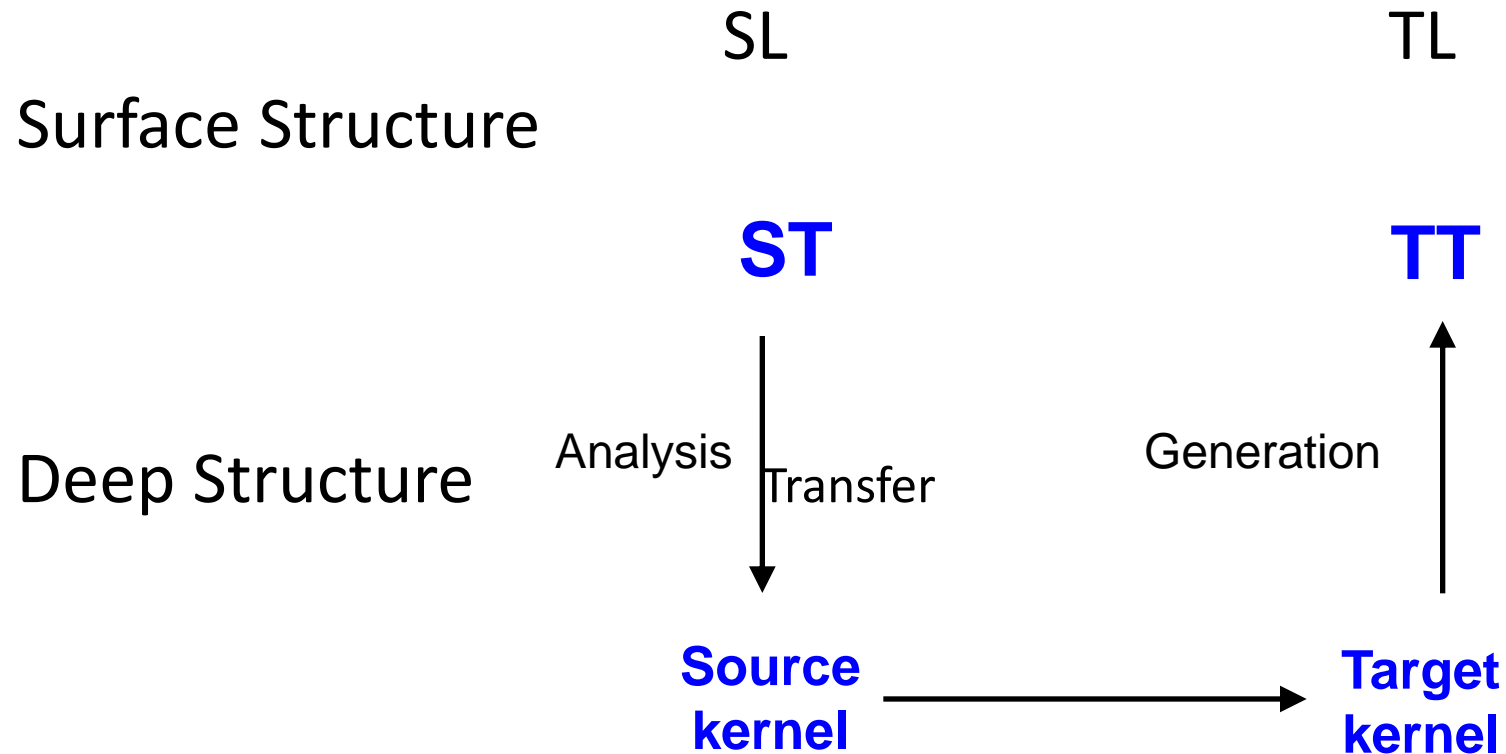 SL TL
Surface Structure
ST TT
Analysis Generation
Deep Structure Transfer
Source Target
kernel kernel